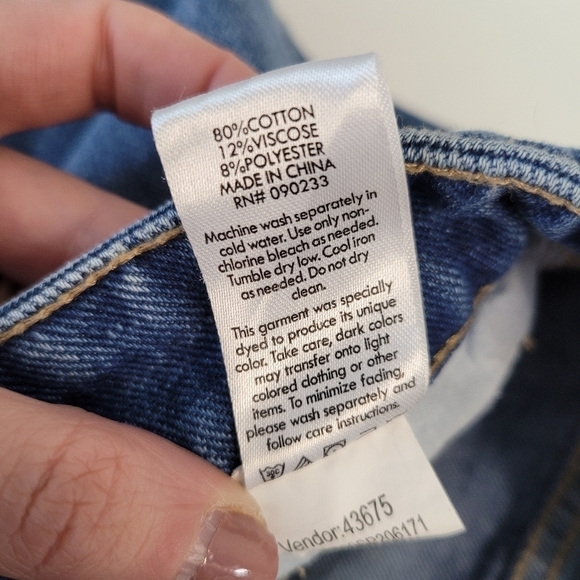 80%COTTON
12%VISCOSE
8%POLYESTER
MADE IN CHINA
RN# 090233
Machine wash separately in
cold water. Use only non-
chlorine bleach as needed.
Tumble dry low. Cool iron
as needed. Do not dry
clean.
This garment was specially
dyed to produce its unique
color. Take care, dark colors
may transfer onto light
colored clothing or other
items. To minimize fading,
please wash separately and
follow care instructions.
Vendor:43675